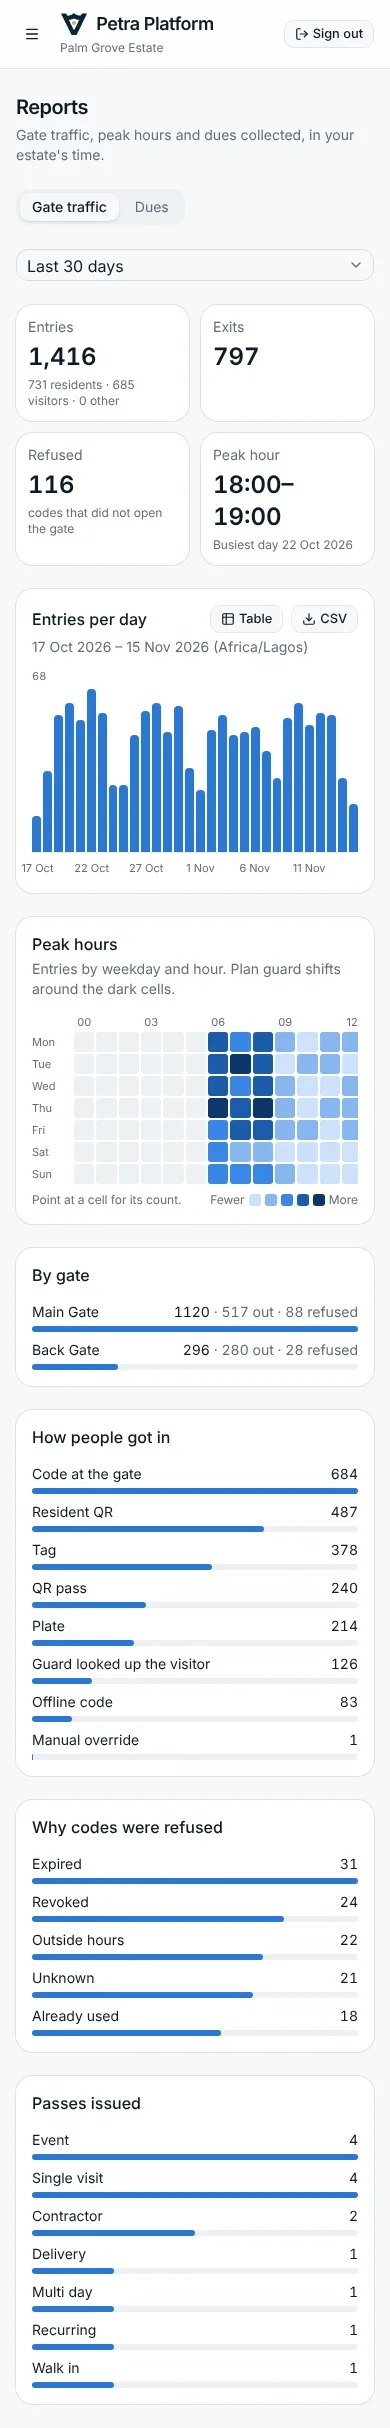 Petra Platform
Palm Grove Estate
Sign out
Reports
Gate traffic, peak hours and dues collected, in your
estate's time.
Gate traffic
Dues
Last 30 days
Entries
1,416
731 residents · 685
visitors · 0 other
Exits
797
Refused
116
codes that did not open
the gate
Peak hour
18:00–
19:00
Busiest day 22 Oct 2026
Entries per day
Table
CSV
17 Oct 2026 – 15 Nov 2026 (Africa/Lagos)
68
17 Oct 22 Oct 27 Oct 1 Nov 6 Nov 11 Nov
Peak hours
Entries by weekday and hour. Plan guard shifts
around the dark cells.
00 03 06 09 12
Mon
Tue
Wed
Thu
Fri
Sat
Sun
Point at a cell for its count.
Fewer
More
By gate
Main Gate 1120 · 517 out · 88 refused
Back Gate 296 · 280 out · 28 refused
How people got in
Code at the gate 684
Resident QR 487
Tag 378
QR pass 240
Plate 214
Guard looked up the visitor 126
Offline code 83
Manual override 1
Why codes were refused
Expired 31
Revoked 24
Outside hours 22
Unknown 21
Already used 18
Passes issued
Event 4
Single visit 4
Contractor 2
Delivery 1
Multi day 1
Recurring 1
Walk in 1